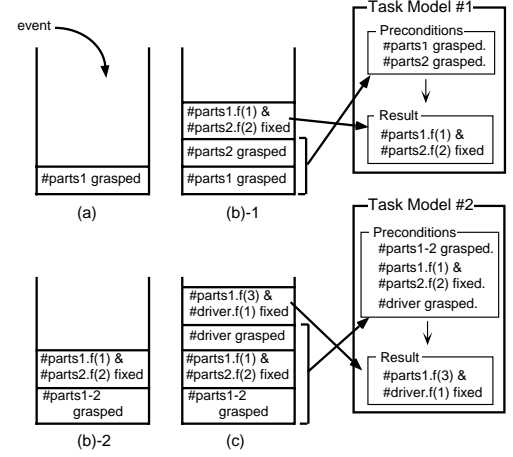 event
#parts1 grasped
(a)
#parts1.f(1) &
#parts2.f(2) fixed
#parts2 grasped
#parts1 grasped
(b)-1
Task Model #1
Preconditions
#parts1 grasped.
#parts2 grasped.
Result
#parts1.f(1) &
#parts2.f(2) fixed
#parts1.f(1) &
#parts2.f(2) fixed
#parts1-2
grasped
(b)-2
#parts1.f(3) &
#driver.f(1) fixed
#driver grasped
#parts1.f(1) &
#parts2.f(2) fixed
#parts1-2
grasped
(c)
Task Model #2
Preconditions
#parts1-2 grasped.
#parts1.f(1) &
#parts2.f(2) fixed.
#driver grasped.
Result
#parts1.f(3) &
#driver.f(1) fixed